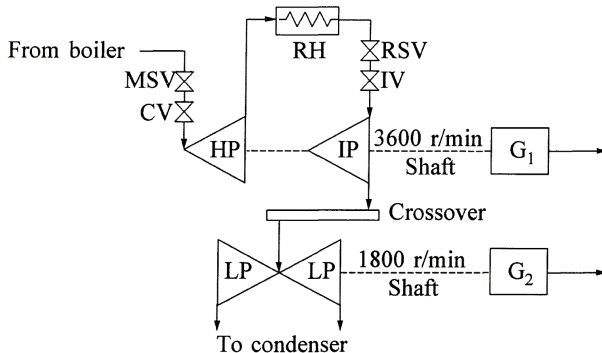 RH
From boiler
RSV
MSV
IV
CV
HP
IP
3600 r/min
Shaft
G1
Crossover
LP
LP
1800 r/min
Shaft
G2
To condenser